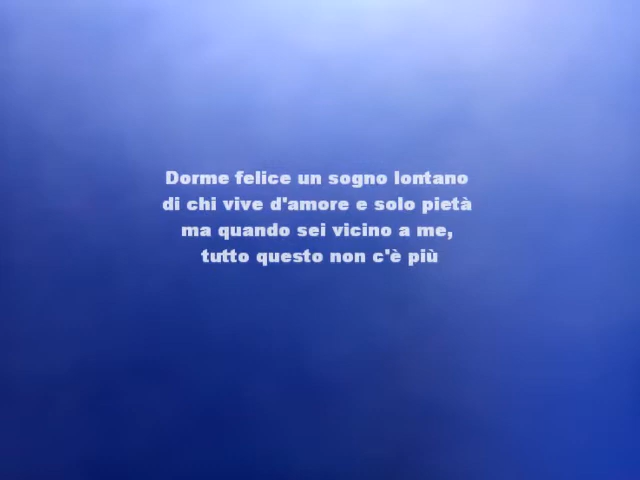 Dorme felice un sogno lontano
di chi vive d'amore e solo pietà
ma quando sei vicino a me,
tutto questo non c'è più